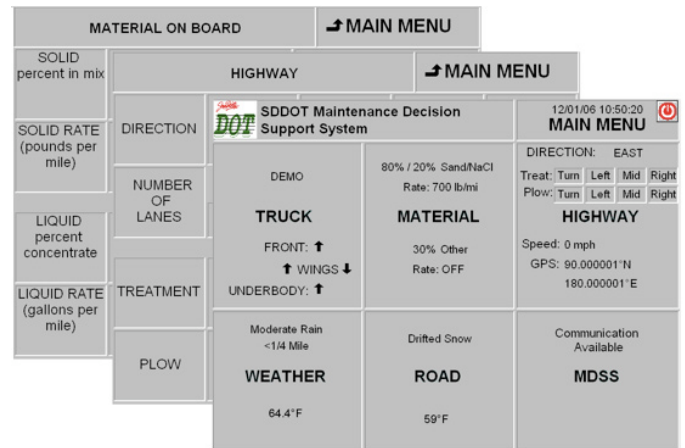 MATERIAL ON BOARD
MAIN MENU
SOLID
percent in mix
SOLID RATE
(pounds per
mile)
LIQUID
percent
concentrate
LIQUID RATE
(gallons per
mile)
HIGHWAY
MAIN MENU
DIRECTION
NUMBER
OF
LANES
TREATMENT
PLOW
DOT
SDDOT Maintenance Decision
Support System
12/01/06 10:50:20
MAIN MENU
DEMO
TRUCK
FRONT: ⬆
⬆ WINGS ⬇
UNDERBODY: ⬆
80% / 20% Sand/NaCl
Rate: 700 lb/mi
MATERIAL
30% Other
Rate: OFF
DIRECTION: EAST
Treat: Turn Left Mid Right
Plow: Turn Left Mid Right
HIGHWAY
Speed: 0 mph
GPS: 90.000001°N
180.000001°E
Moderate Rain
<1/4 Mile
WEATHER
64.4°F
Drifted Snow
ROAD
59°F
Communication
Available
MDSS